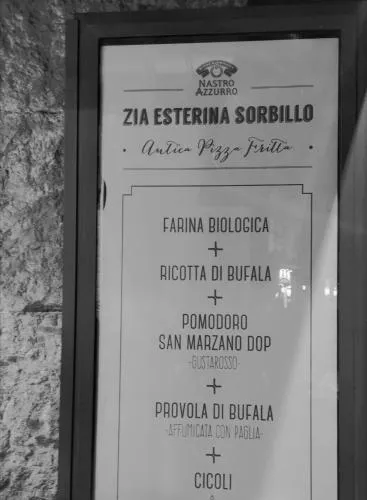 NASTRO
AZZURRO
ZIA ESTERINA SORBILLO
· Antica Pizza Fritta ·
FARINA BIOLOGICA
+
RICOTTA DI BUFALA
+
POMODORO
SAN MARZANO DOP
-GUSTAROSSO-
+
PROVOLA DI BUFALA
-AFFUMICATA CON PAGLIA-
+
CICOLI